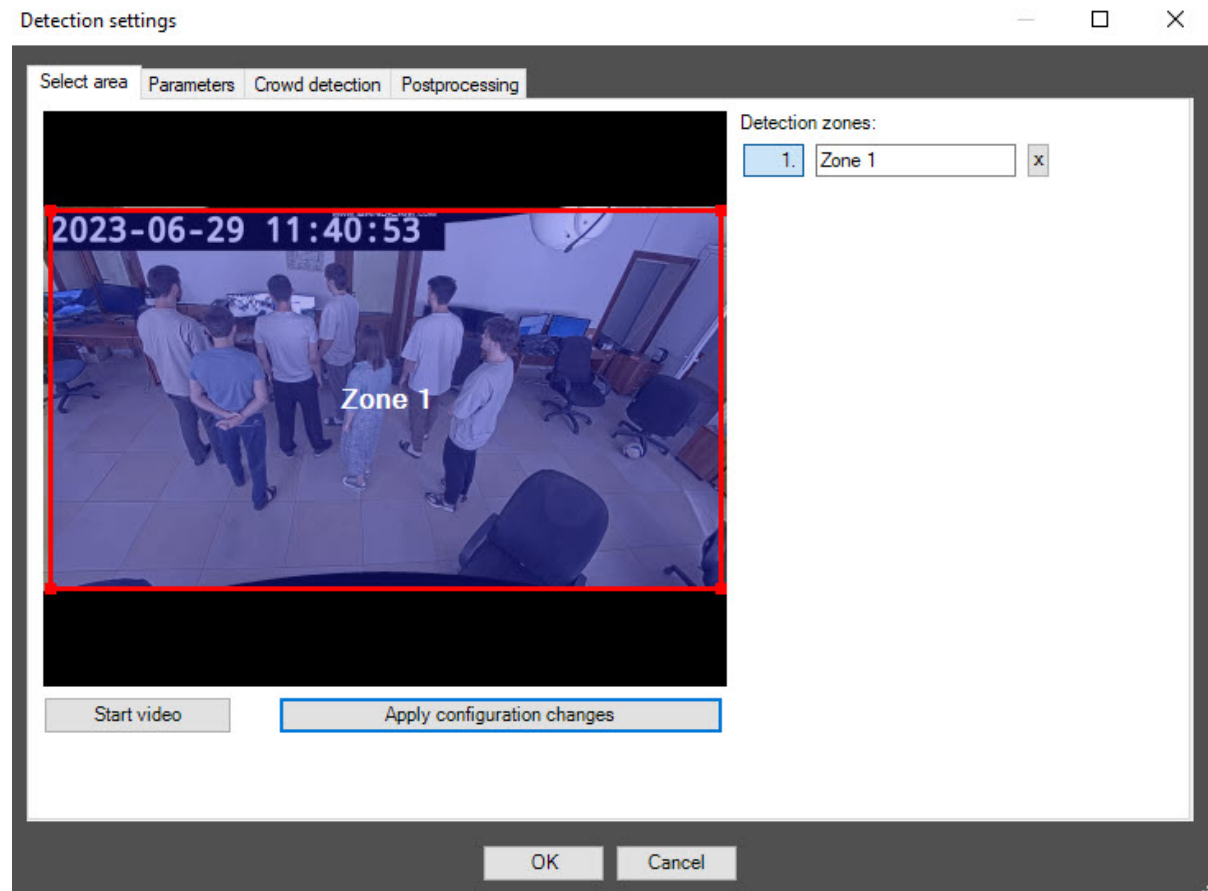 Detection settings
Select area Parameters Crowd detection Postprocessing
Detection zones:
1. Zone 1 x
2023-06-29 11:40:53
Zone 1
Start video Apply configuration changes
OK Cancel